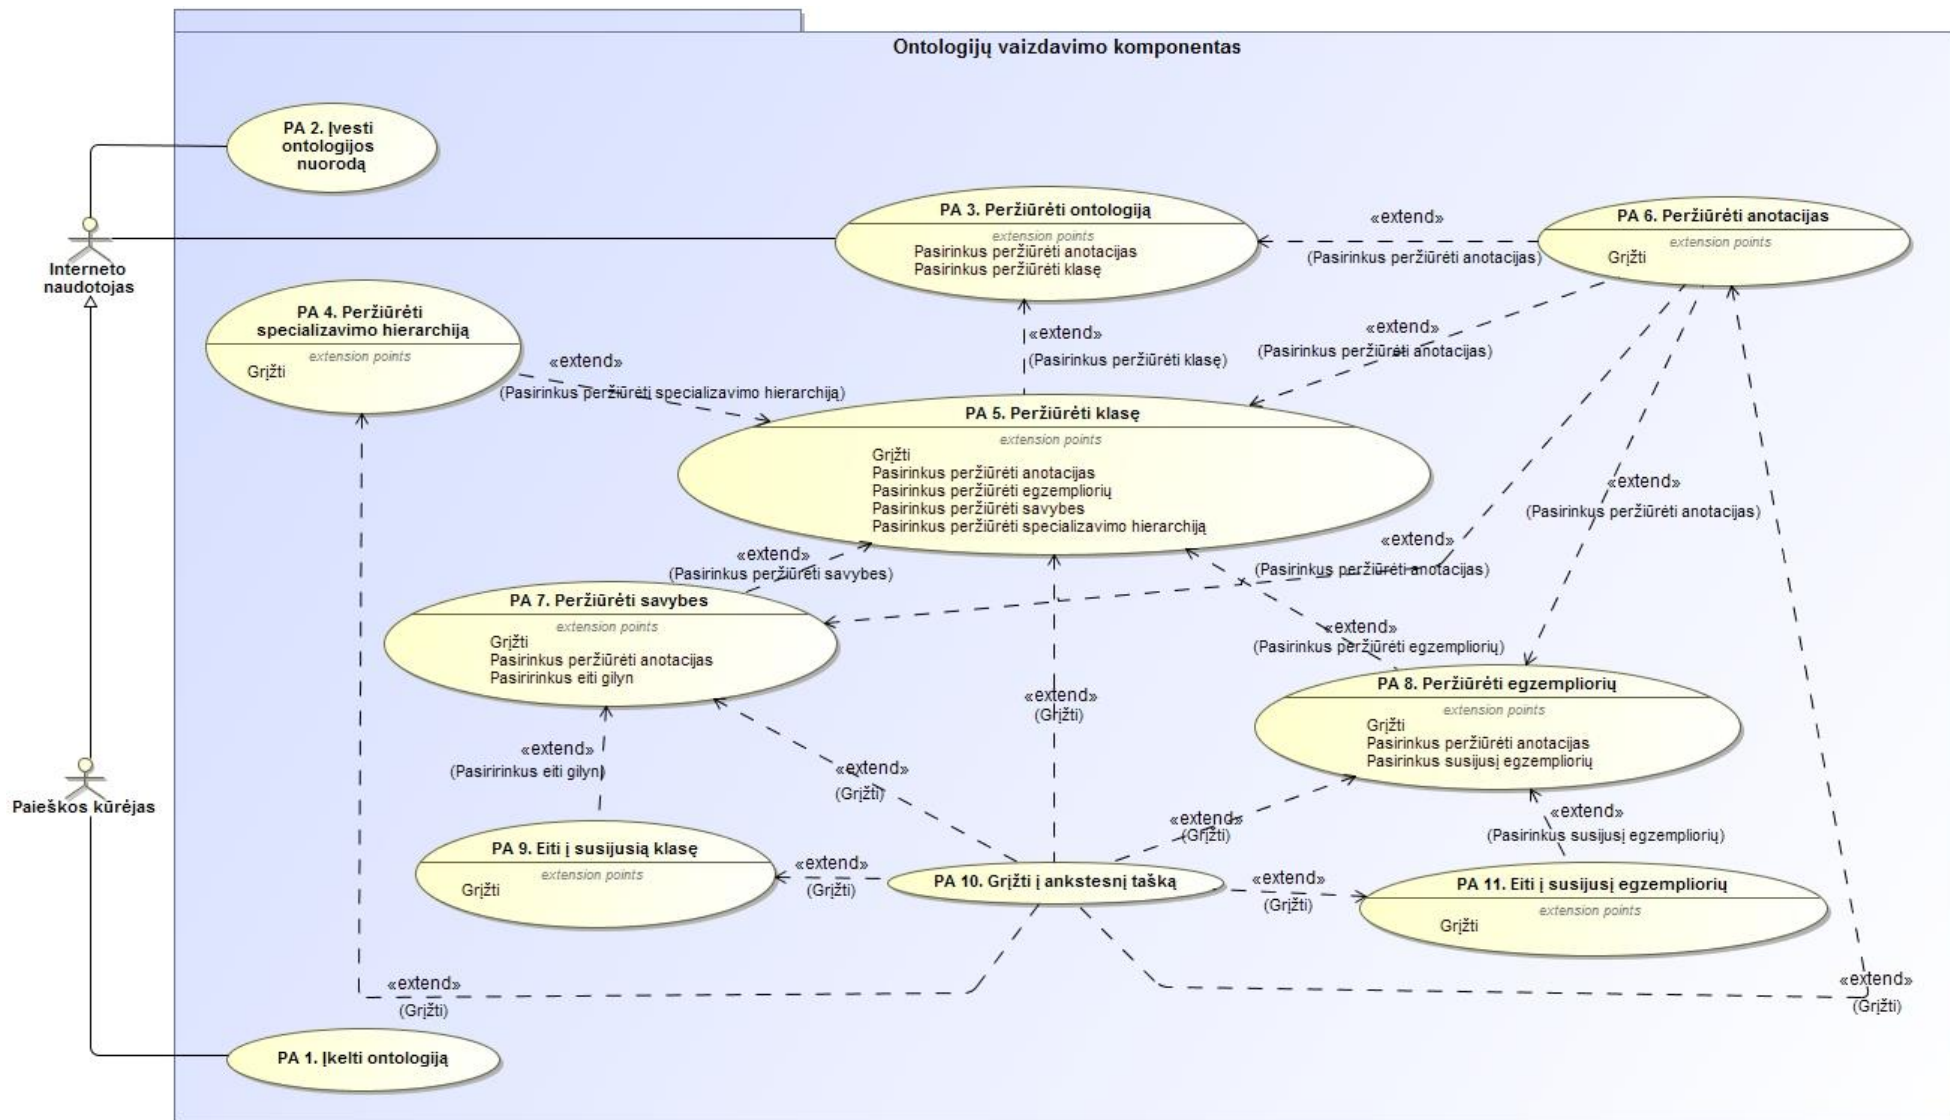 Ontologijų vaizdavimo komponentas
PA 2. Įvesti
ontologijos
nuorodą
PA 3. Peržiūrėti ontologiją
extension points
Pasirinkus peržiūrėti anotacijas
Pasirinkus peržiūrėti klasę
«extend»
(Pasirinkus peržiūrėti anotacijas)
PA 6. Peržiūrėti anotacijas
extension points
Grįžti
Interneto
naudotojas
PA 4. Peržiūrėti
specializavimo hierarchiją
extension points
Grįžti
«extend»
(Pasirinkus peržiūrėti specializavimo hierarchiją)
«extend»
(Pasirinkus peržiūrėti klasę)
«extend»
(Pasirinkus peržiūrėti anotacijas)
PA 5. Peržiūrėti klasę
extension points
Grįžti
Pasirinkus peržiūrėti anotacijas
Pasirinkus peržiūrėti egzempliorių
Pasirinkus peržiūrėti savybes
Pasirinkus peržiūrėti specializavimo hierarchiją
«extend»
(Pasirinkus peržiūrėti anotacijas)
«extend»
(Pasirinkus peržiūrėti savybes)
«extend»
(Pasirinkus peržiūrėti anotacijas)
PA 7. Peržiūrėti savybes
extension points
Grįžti
Pasirinkus peržiūrėti anotacijas
Pasiririnkus eiti gilyn
«extend»
(Pasirinkus peržiūrėti egzempliorių)
PA 8. Peržiūrėti egzempliorių
extension points
Grįžti
Pasirinkus peržiūrėti anotacijas
Pasirinkus susijusį egzempliorių
«extend»
(Grįžti)
«extend»
(Pasiririnkus eiti gilyn)
«extend»
(Grįžti)
Paieškos kūrėjas
«extend»
(Grįžti)
«extend»
(Pasirinkus susijusį egzempliorių)
PA 9. Eiti į susijusią klasę
extension points
Grįžti
«extend»
(Grįžti)
PA 10. Grįžti į ankstesnį tašką
«extend»
(Grįžti)
PA 11. Eiti į susijusį egzempliorių
extension points
Grįžti
«extend»
(Grįžti)
«extend»
(Grįžti)
PA 1. Įkelti ontologiją